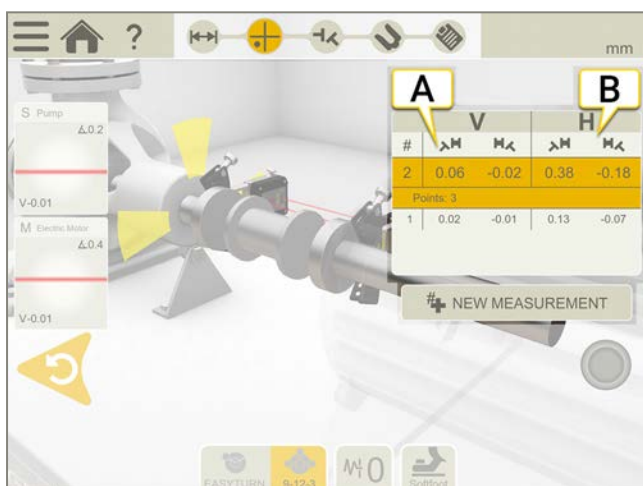 ?
mm
A
B
S Pump
∡0.2
V-0.01
M Electric Motor
∡0.4
V-0.01
V H
#
2 0.06 -0.02 0.38 -0.18
Points: 3
1 0.02 -0.01 0.13 -0.07
NEW MEASUREMENT
0
EASYTURN
9-12-3
Softfoot